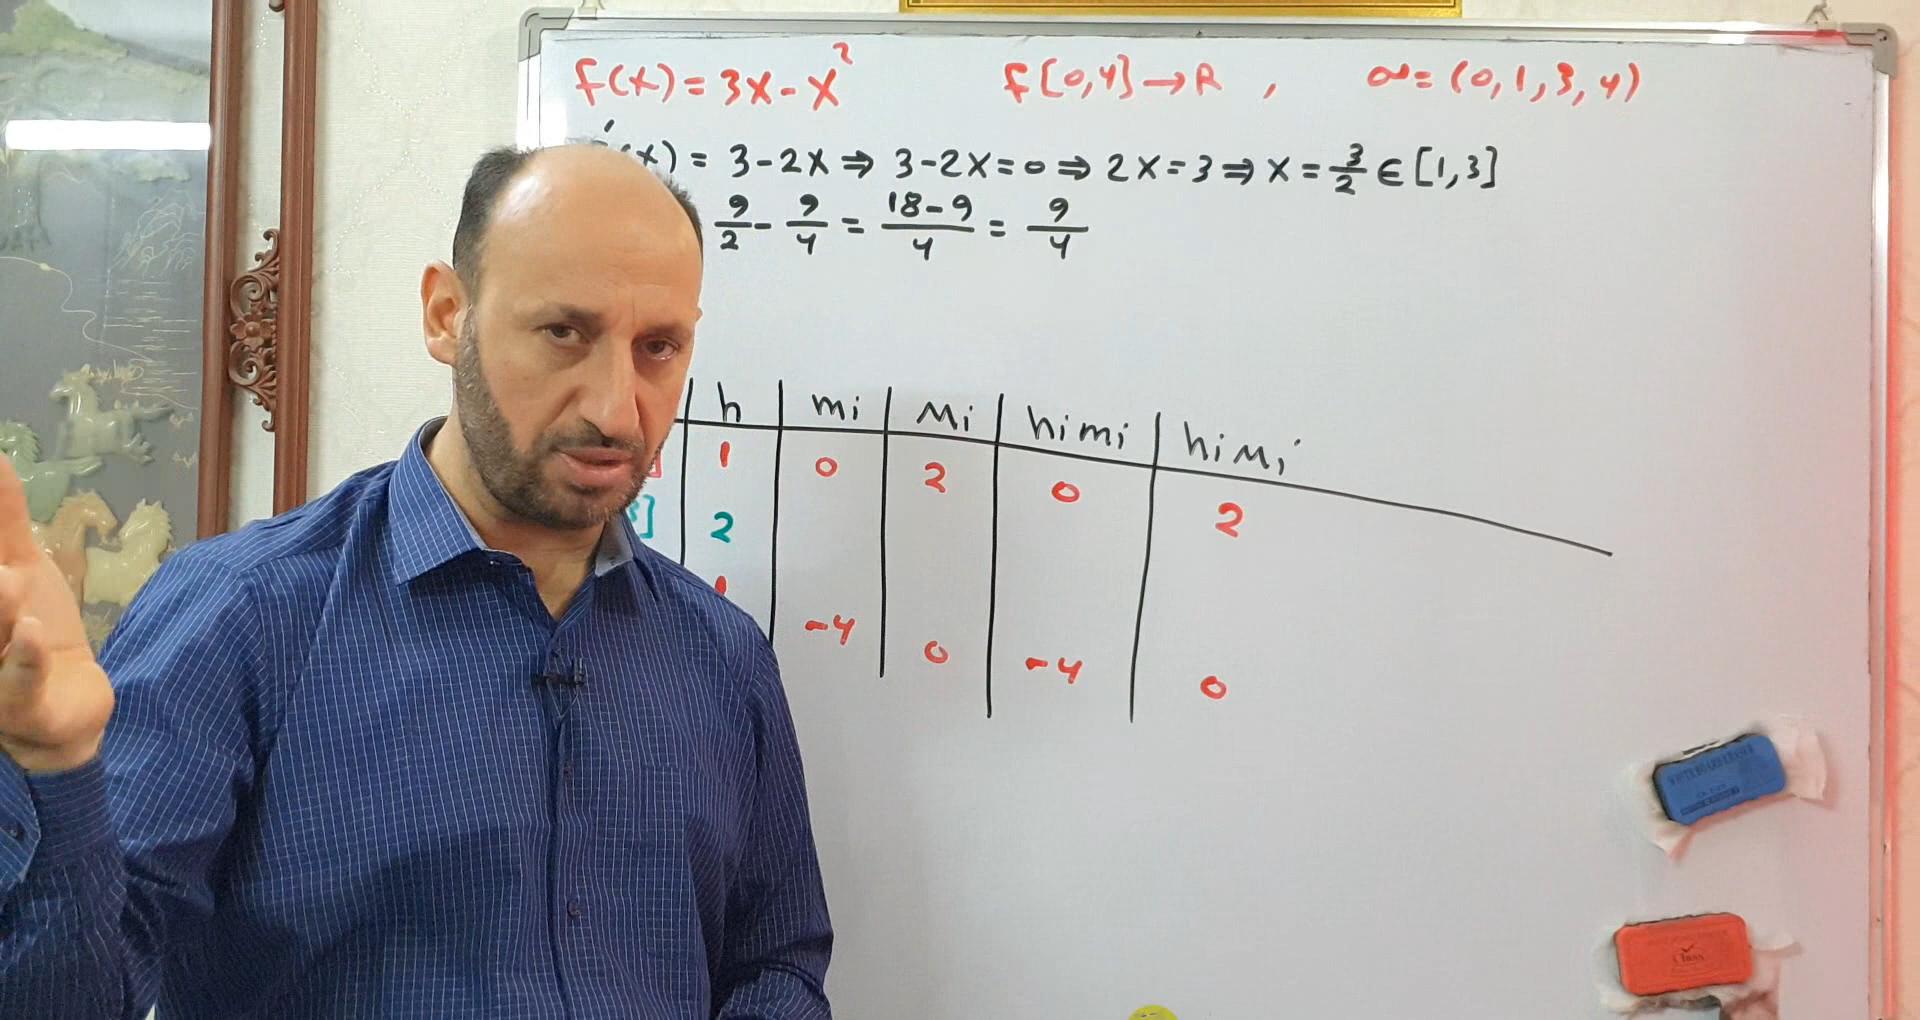 f(x) = 3x - x²    f[0,4] → R ,    σ = (0,1,3,4)
(x) = 3 - 2x ⇒ 3 - 2x = 0 ⇒ 2x = 3 ⇒ x = 3/2 ∈ [1,3]
9/2 - 9/4 = (18-9)/4 = 9/4
h mi Mi himi hiMi
] 1 0 2 0 2
3] 2
1 -4 0 -4 0